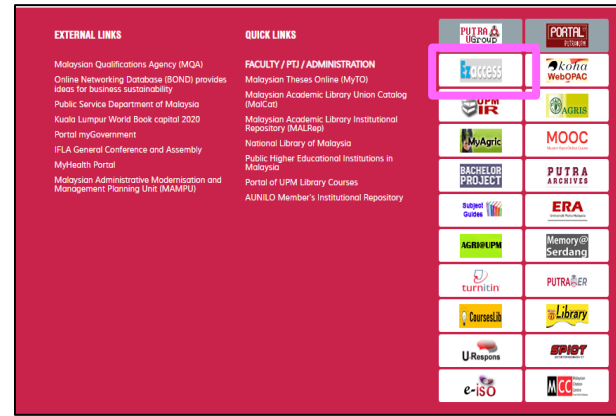 EXTERNAL LINKS
Malaysian Qualifications Agency (MQA)
Online Networking Database (BOND) provides
ideas for business sustainability
Public Service Department of Malaysia
Kuala Lumpur World Book capital 2020
Portal myGovernment
IFLA General Conference and Assembly
MyHealth Portal
Malaysian Administrative Modernisation and
Management Planning Unit (MAMPU)
QUICK LINKS
FACULTY / PTJ / ADMINISTRATION
Malaysian Theses Online (MyTO)
Malaysian Academic Library Union Catalog
(MalCat)
Malaysian Academic Library Institutional
Repository (MALRep)
National Library of Malaysia
Public Higher Educational Institutions in
Malaysia
Portal of UPM Library Courses
AUNILO Member's Institutional Repository
PUTRA
UGroup
PORTAL
Ezaccess
koha
WebOPAC
UPM
IR
AGRIS
MyAgric
MOOC
BACHELOR
PROJECT
PUTRA
ARCHIVES
Subject
Guides
ERA
AGRI@UPM
Memory@
Serdang
turnitin
PUTRA ER
CoursesLib
Library
U Respons
SPIOT
e-iso
MCC